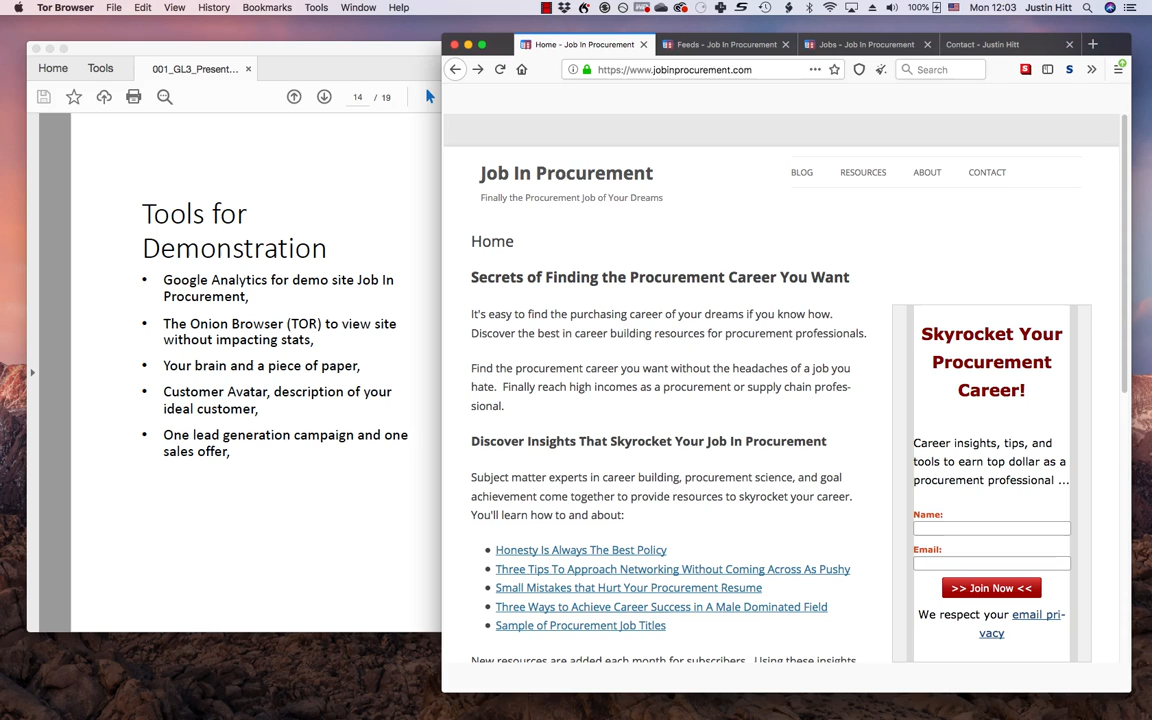 Tor Browser File Edit View History Bookmarks Tools Window Help 100% Mon 12:03 Justin Hitt
Home Tools 001_GL3_Present...
14 / 19
Tools for
Demonstration
• Google Analytics for demo site Job In
Procurement,
• The Onion Browser (TOR) to view site
without impacting stats,
• Your brain and a piece of paper,
• Customer Avatar, description of your
ideal customer,
• One lead generation campaign and one
sales offer,
Home - Job In Procurement Feeds - Job In Procurement Jobs - Job In Procurement Contact - Justin Hitt
https://www.jobinprocurement.com Search
Job In Procurement
BLOG RESOURCES ABOUT CONTACT
Finally the Procurement Job of Your Dreams
Home
Secrets of Finding the Procurement Career You Want
It's easy to find the purchasing career of your dreams if you know how.
Discover the best in career building resources for procurement professionals.
Find the procurement career you want without the headaches of a job you
hate. Finally reach high incomes as a procurement or supply chain profes-
sional.
Discover Insights That Skyrocket Your Job In Procurement
Subject matter experts in career building, procurement science, and goal
achievement come together to provide resources to skyrocket your career.
You'll learn how to and about:
• Honesty Is Always The Best Policy
• Three Tips To Approach Networking Without Coming Across As Pushy
• Small Mistakes that Hurt Your Procurement Resume
• Three Ways to Achieve Career Success in A Male Dominated Field
• Sample of Procurement Job Titles
New resources are added each month for subscribers. Using these insights
Skyrocket Your
Procurement
Career!
Career insights, tips, and
tools to earn top dollar as a
procurement professional ...
Name:
Email:
>> Join Now <<
We respect your email pri-
vacy